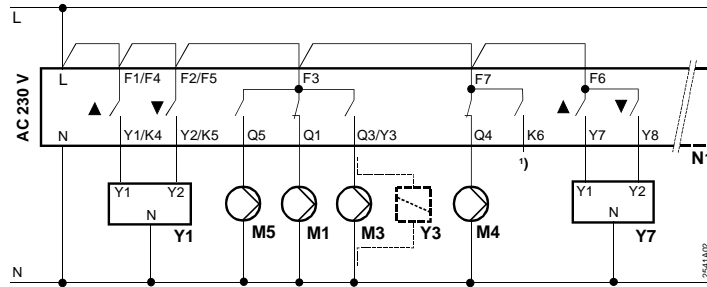 L
AC 230 V
L F1/F4 F2/F5 F3 F7 F6
N Y1/K4 Y2/K5 Q5 Q1 Q3/Y3 Q4 K6 Y7 Y8
1)
N1
Y1 Y2 N Y1
M5 M1 M3 Y3 M4
Y1 Y2 N Y7
N
2541A02